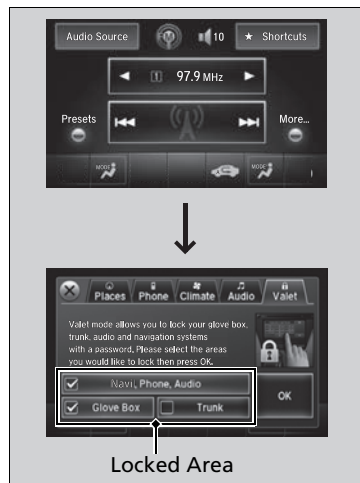 Audio Source FM 10 ★ Shortcuts
◄ 1 97.9 MHz ►
Presets More...
MODE MODE
Places Phone Climate Audio Valet
Valet mode allows you to lock your glove box,
trunk, audio and navigation systems
with a password. Please select the areas
you would like to lock then press OK.
Navi, Phone, Audio
Glove Box Trunk
OK
Locked Area